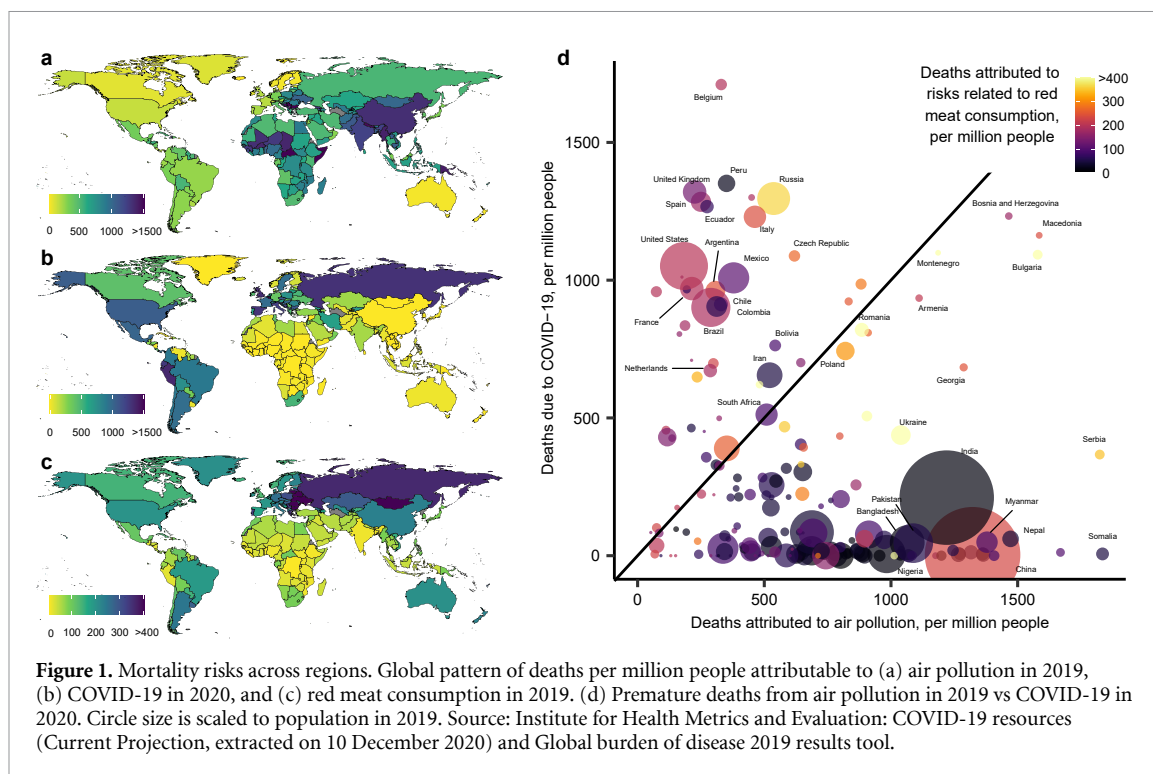 a
0 500 1000 >1500
b
0 500 1000 >1500
c
0 100 200 300 >400
d
Deaths due to COVID−19, per million people
1500
1000
500
0
0 500 1000 1500
Deaths attributed to air pollution, per million people
Deaths attributed to
risks related to red
meat consumption,
per million people
>400
300
200
100
0
Belgium
Peru
United Kingdom
Russia
Spain
Ecuador
Italy
Bosnia and Herzegovina
Macedonia
United States
Argentina
Czech Republic
Mexico
Montenegro
Bulgaria
France
Chile
Colombia
Armenia
Brazil
Romania
Bolivia
Netherlands
Iran
Poland
Georgia
South Africa
Ukraine
Serbia
India
Pakistan
Bangladesh
Myanmar
Nepal
Somalia
Nigeria
China
Figure 1. Mortality risks across regions. Global pattern of deaths per million people attributable to (a) air pollution in 2019,
(b) COVID-19 in 2020, and (c) red meat consumption in 2019. (d) Premature deaths from air pollution in 2019 vs COVID-19 in
2020. Circle size is scaled to population in 2019. Source: Institute for Health Metrics and Evaluation: COVID-19 resources
(Current Projection, extracted on 10 December 2020) and Global burden of disease 2019 results tool.